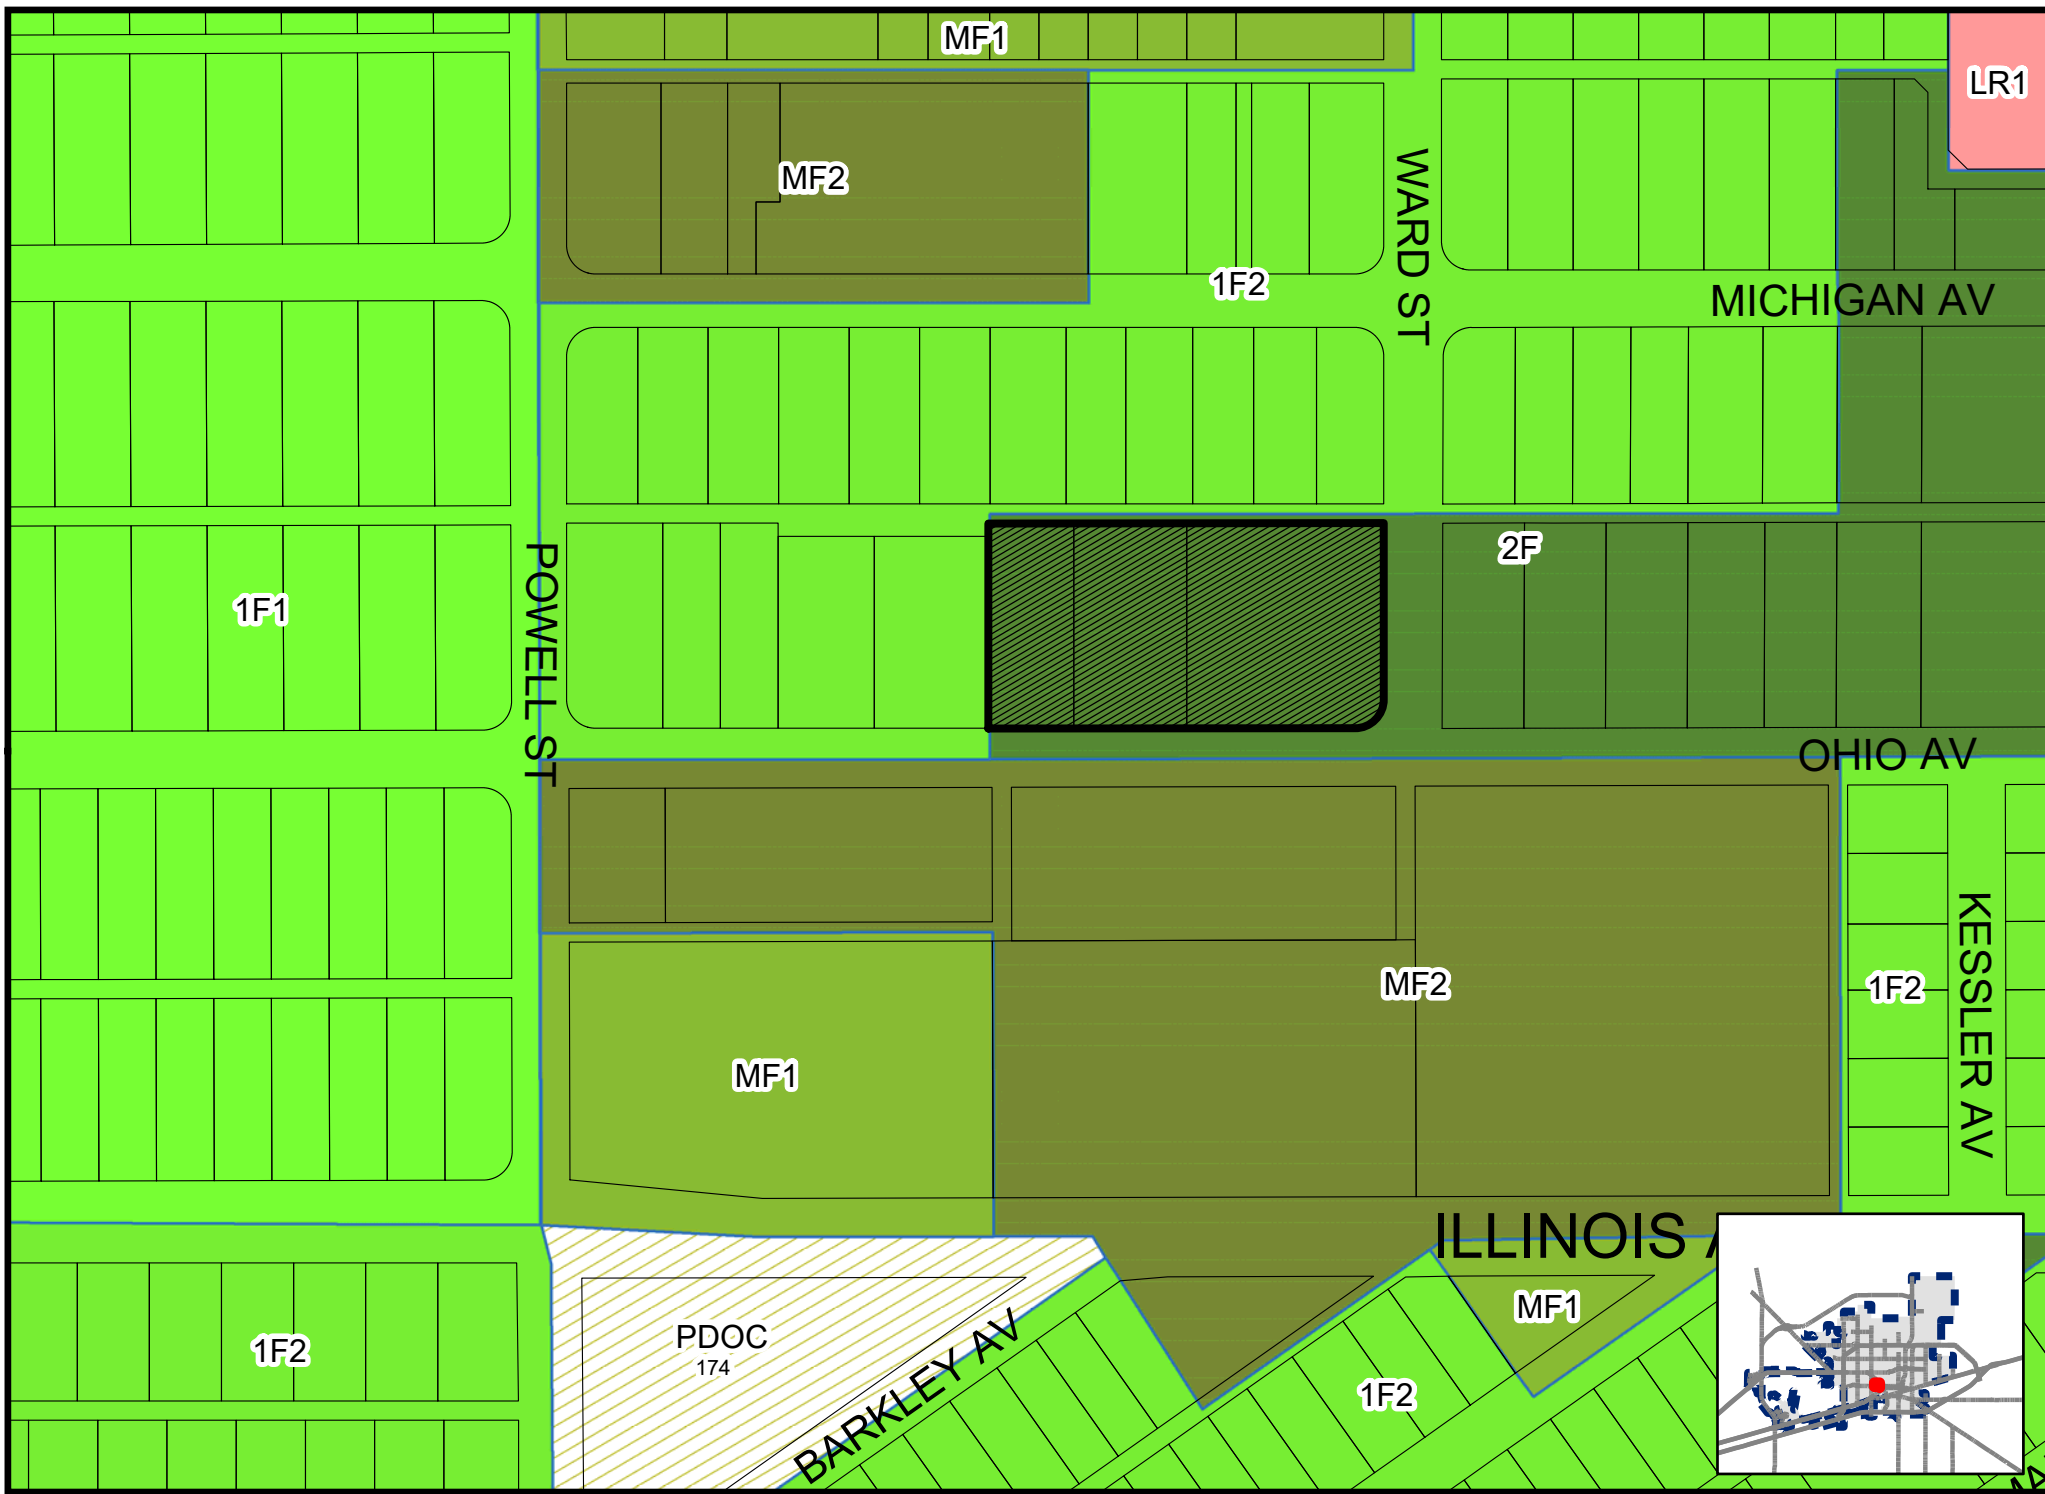 MF1
LR1
MF2
WARD ST
1F2
MICHIGAN AV
2F
1F1
POWELL ST
OHIO AV
KESSLER AV
MF2
1F2
MF1
ILLINOIS
MF1
PDOC
174
1F2
BARKLEY AV
1F2